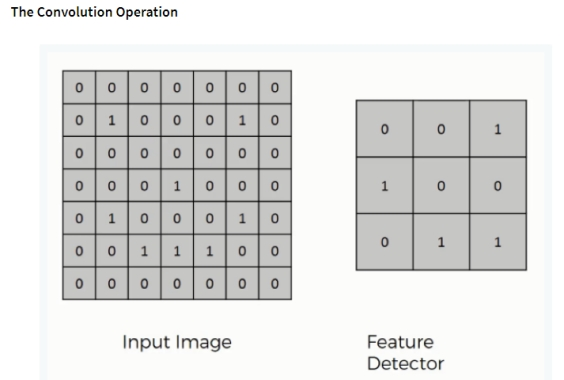 The Convolution Operation
0 0 0 0 0 0 0
0 1 0 0 0 1 0
0 0 0 0 0 0 0
0 0 0 1 0 0 0
0 1 0 0 0 1 0
0 0 1 1 1 0 0
0 0 0 0 0 0 0
Input Image
0 0 1
1 0 0
0 1 1
Feature
Detector